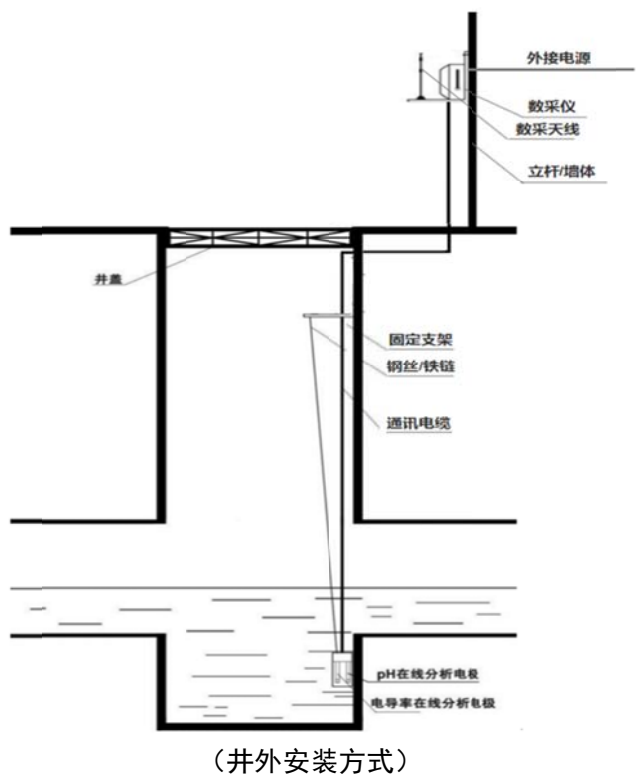 外接电源
数采仪
数采天线
立杆/墙体
井盖
固定支架
钢丝/铁链
通讯电缆
pH在线分析电极
电导率在线分析电极
（井外安装方式）